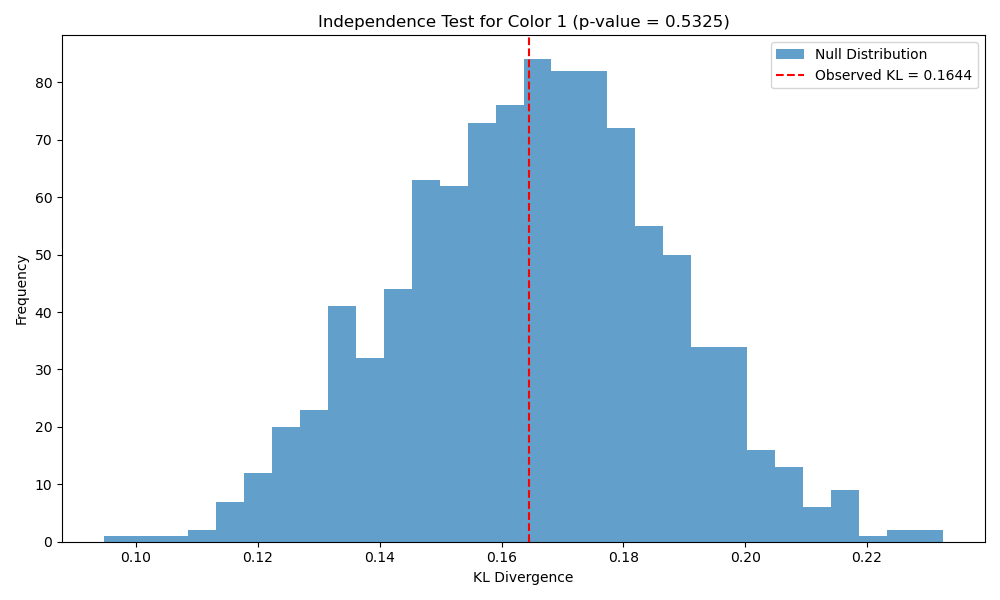 Independence Test for Color 1 (p-value = 0.5325)
Null Distribution
Observed KL = 0.1644
80
70
60
50
40
30
20
10
0
Frequency
0.10 0.12 0.14 0.16 0.18 0.20 0.22
KL Divergence